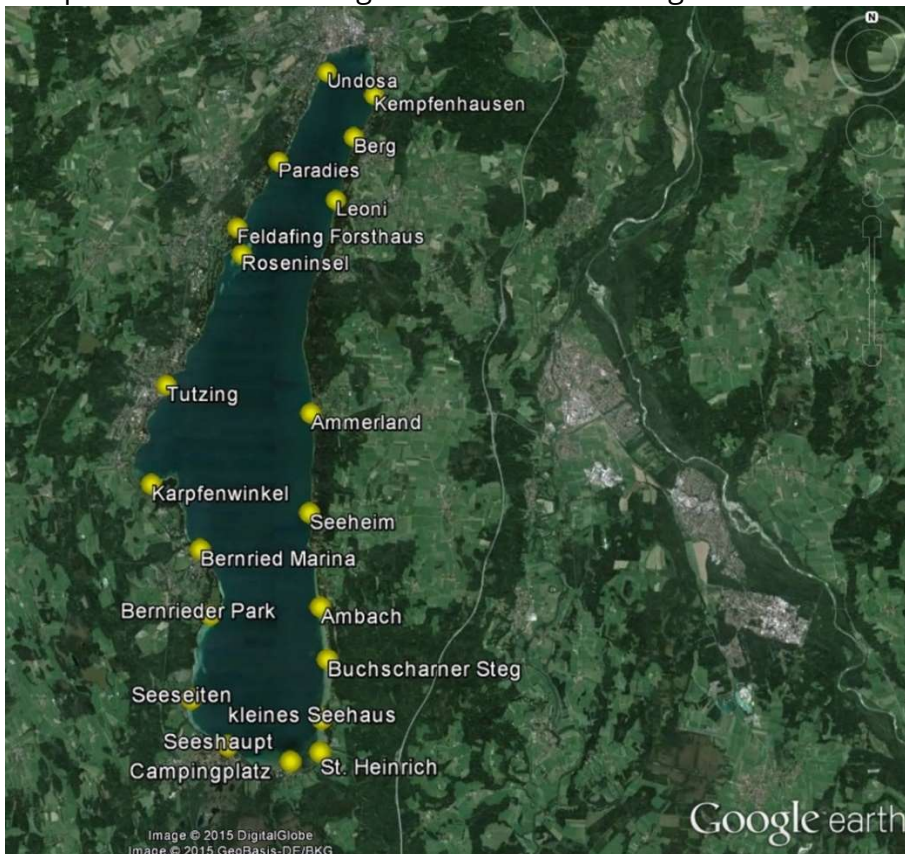 N
Undosa
Kempfenhausen
Berg
Paradies
Leoni
Feldafing Forsthaus
Roseninsel
Tutzing
Ammerland
Karpfenwinkel
Seeheim
Bernried Marina
Bernrieder Park
Ambach
Buchscharner Steg
Seeseiten
kleines Seehaus
Seeshaupt
St. Heinrich
Campingplatz
Google earth
Image © 2015 DigitalGlobe
Image © 2015 GeoBasis-DE/BKG